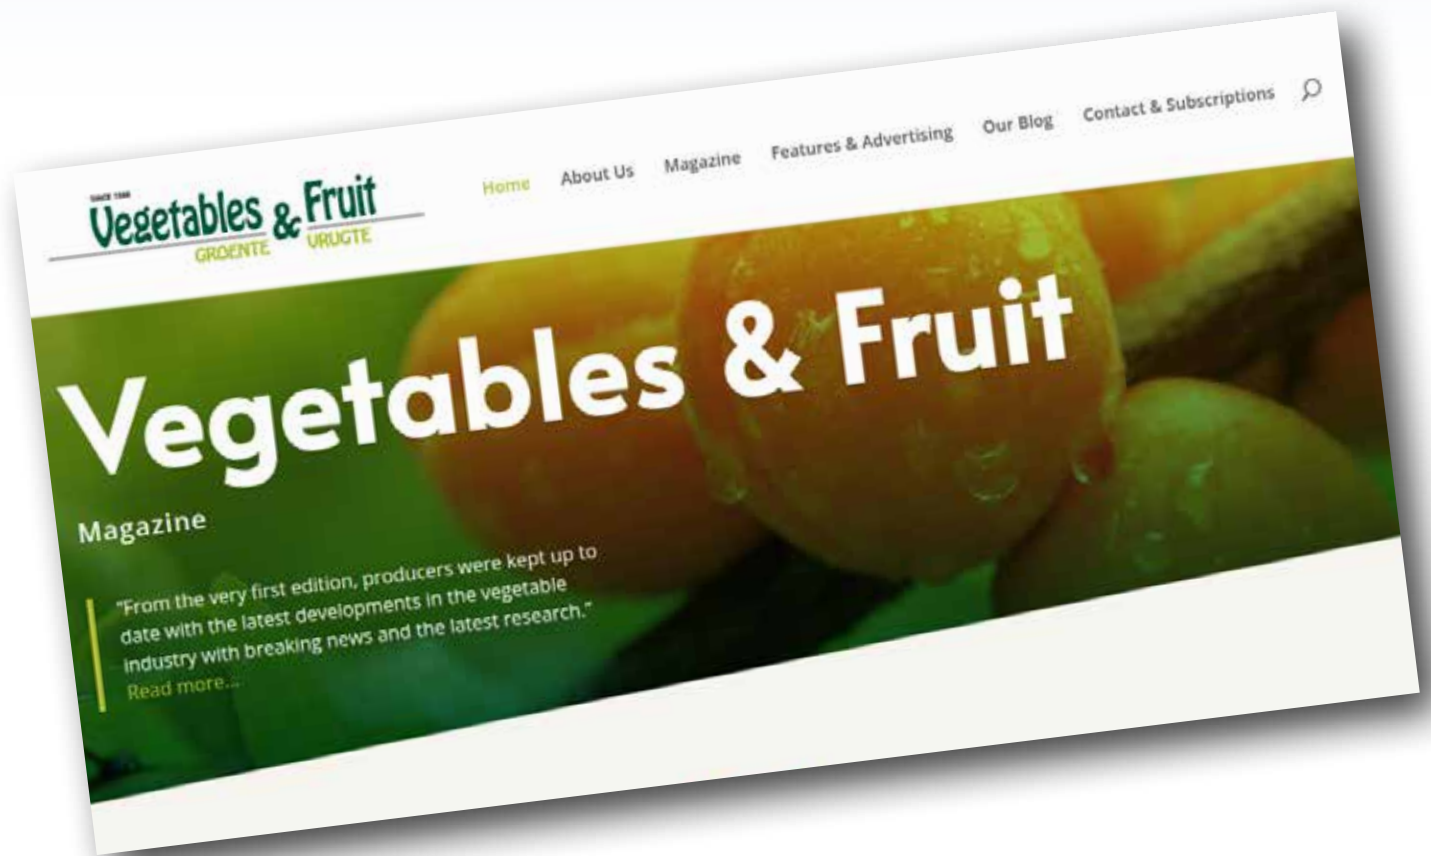 Vegetables & Fruit
GROENTE VRUGTE
Home About Us Magazine Features & Advertising Our Blog Contact & Subscriptions
Vegetables & Fruit
Magazine
"From the very first edition, producers were kept up to
date with the latest developments in the vegetable
industry with breaking news and the latest research."
Read more...